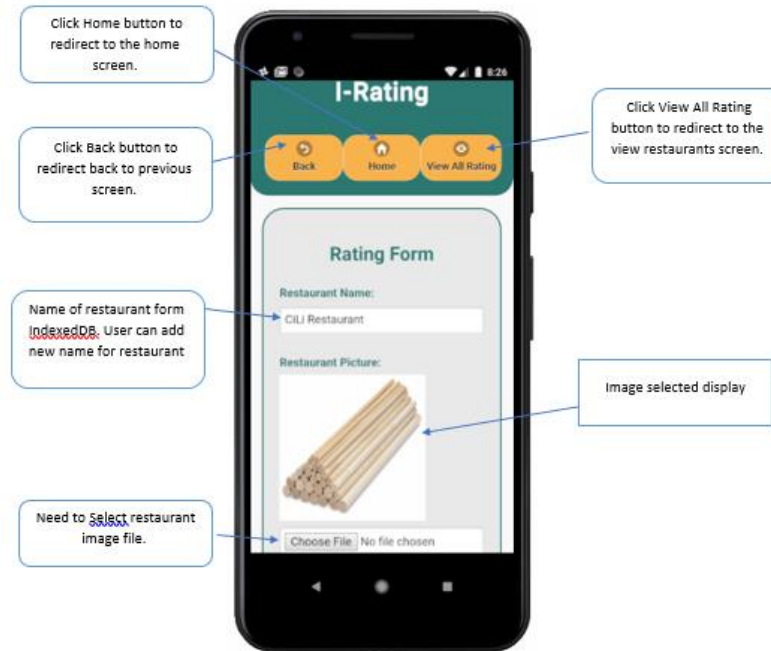 Click Home button to
redirect to the home
screen.
Click Back button to
redirect back to previous
screen.
Name of restaurant form
IndexedDB. User can add
new name for restaurant
Need to Select restaurant
image file.
8:26
I-Rating
Back
Home
View All Rating
Rating Form
Restaurant Name:
CiLi Restaurant
Restaurant Picture:
Choose File No file chosen
Click View All Rating
button to redirect to the
view restaurants screen.
Image selected display